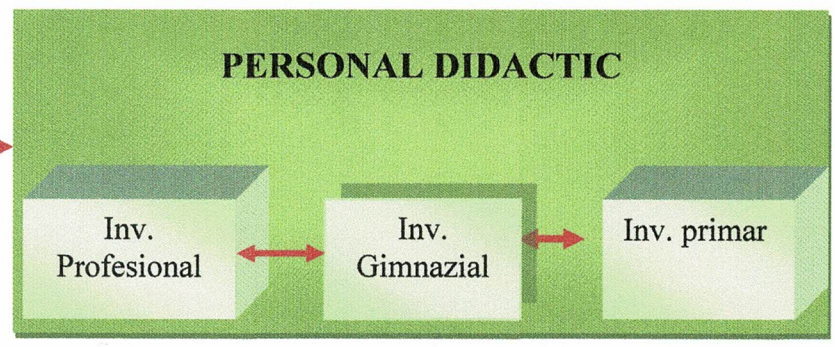 PERSONAL DIDACTIC
Inv.
Profesional
Inv.
Gimnazial
Inv. primar